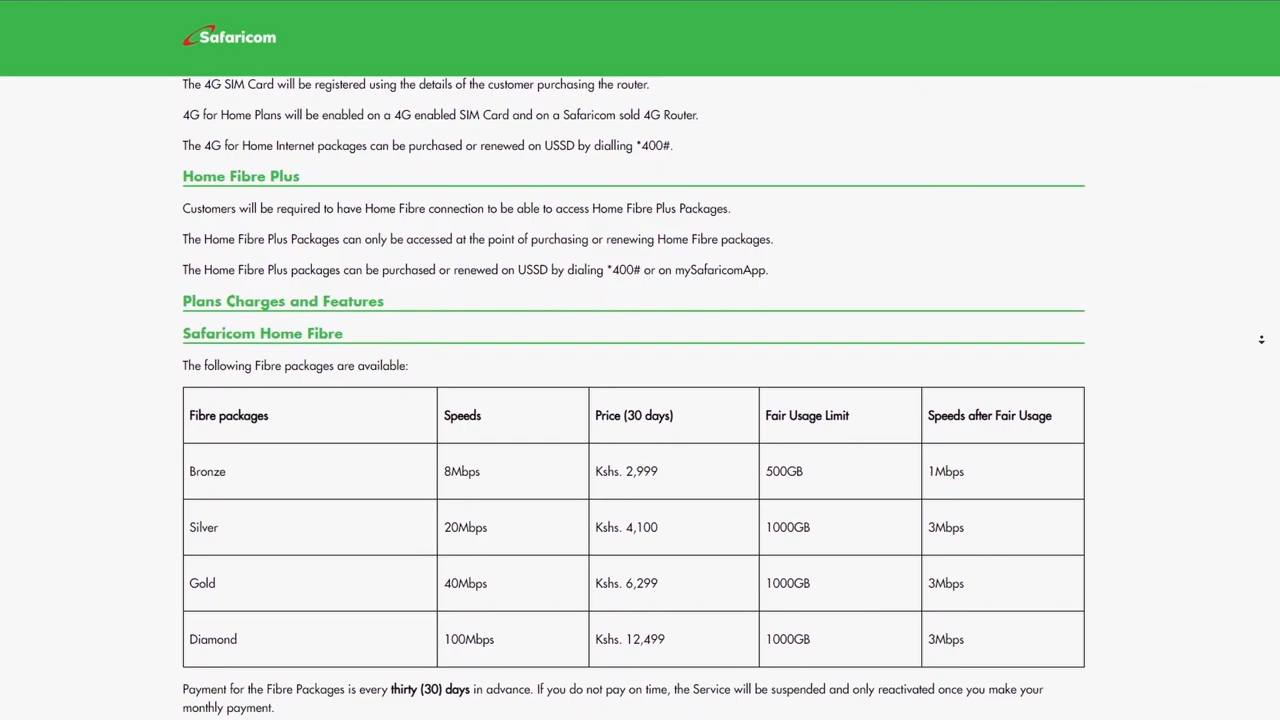 Safaricom
The 4G SIM Card will be registered using the details of the customer purchasing the router.
4G for Home Plans will be enabled on a 4G enabled SIM Card and on a Safaricom sold 4G Router.
The 4G for Home Internet packages can be purchased or renewed on USSD by dialling *400#.
Home Fibre Plus
Customers will be required to have Home Fibre connection to be able to access Home Fibre Plus Packages.
The Home Fibre Plus Packages can only be accessed at the point of purchasing or renewing Home Fibre packages.
The Home Fibre Plus packages can be purchased or renewed on USSD by dialing *400# or on mySafaricomApp.
Plans Charges and Features
Safaricom Home Fibre
The following Fibre packages are available:
Fibre packages Speeds Price (30 days) Fair Usage Limit Speeds after Fair Usage
Bronze 8Mbps Kshs. 2,999 500GB 1Mbps
Silver 20Mbps Kshs. 4,100 1000GB 3Mbps
Gold 40Mbps Kshs. 6,299 1000GB 3Mbps
Diamond 100Mbps Kshs. 12,499 1000GB 3Mbps
Payment for the Fibre Packages is every thirty (30) days in advance. If you do not pay on time, the Service will be suspended and only reactivated once you make your
monthly payment.